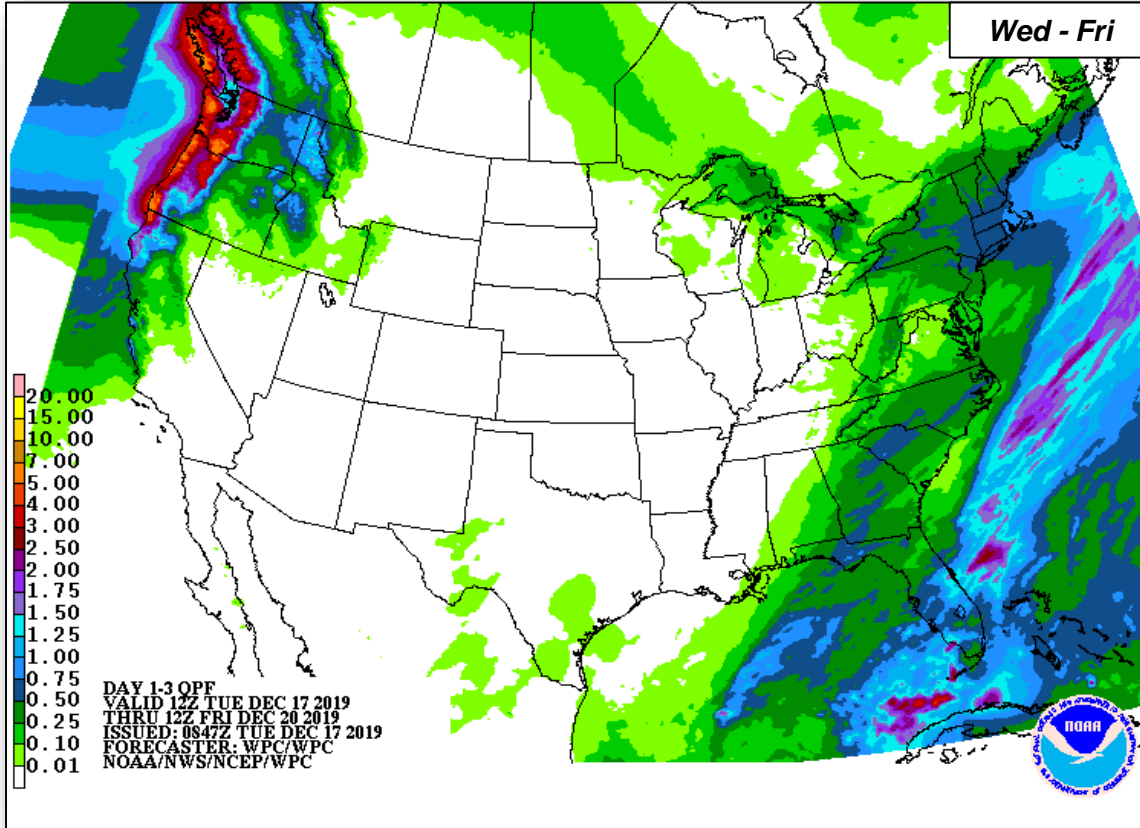 Wed - Fri
20.00
15.00
10.00
7.00
5.00
4.00
3.00
2.50
2.00
1.75
1.50
1.25
1.00
0.75
0.50
0.25
0.10
0.01
DAY 1-3 QPF
VALID 12Z TUE DEC 17 2019
THRU 12Z FRI DEC 20 2019
ISSUED: 0847Z TUE DEC 17 2019
FORECASTER: WPC/WPC
NOAA/NWS/NCEP/WPC
NOAA